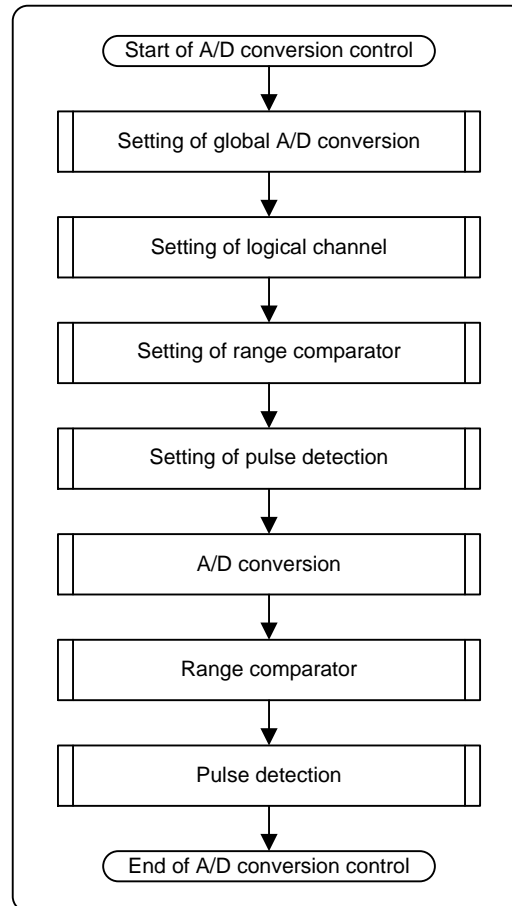 Start of A/D conversion control
Setting of global A/D conversion
Setting of logical channel
Setting of range comparator
Setting of pulse detection
A/D conversion
Range comparator
Pulse detection
End of A/D conversion control